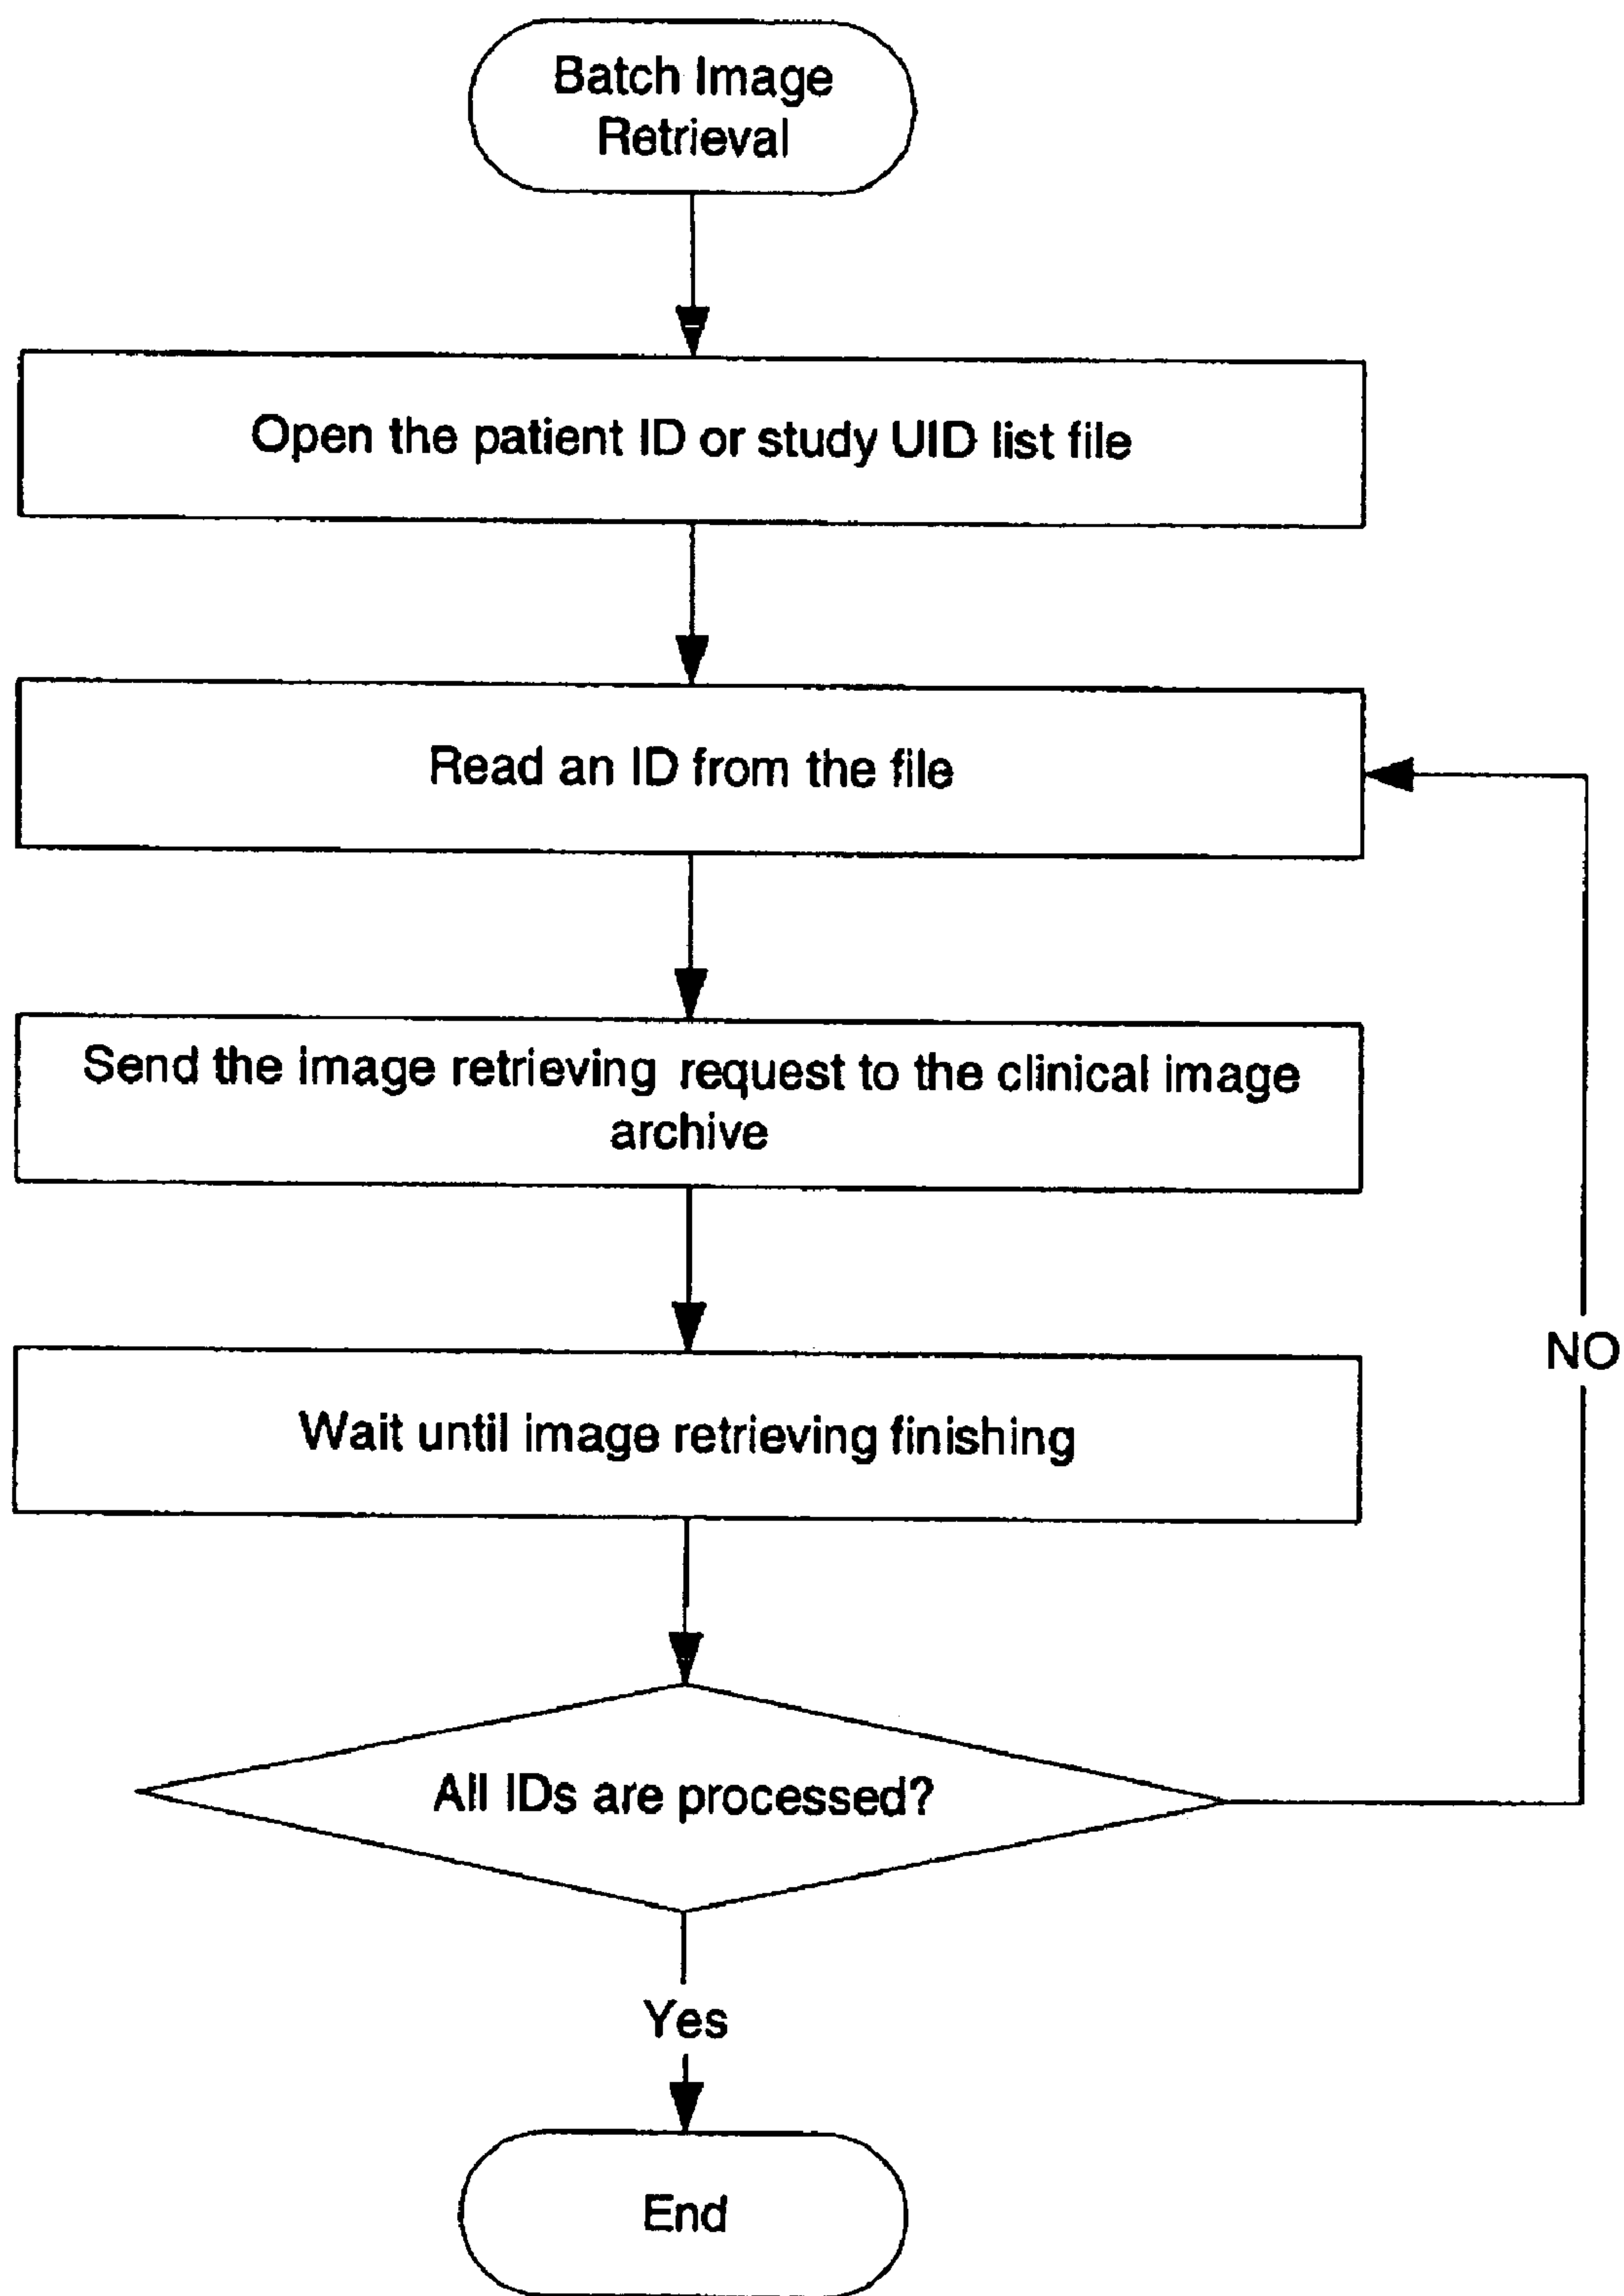 Batch Image
Retrieval
Open the patient ID or study UID list file
Read an ID from the file
Send the image retrieving request to the clinical image
archive
Wait until image retrieving finishing
NO
All IDs are processed?
Yes
End